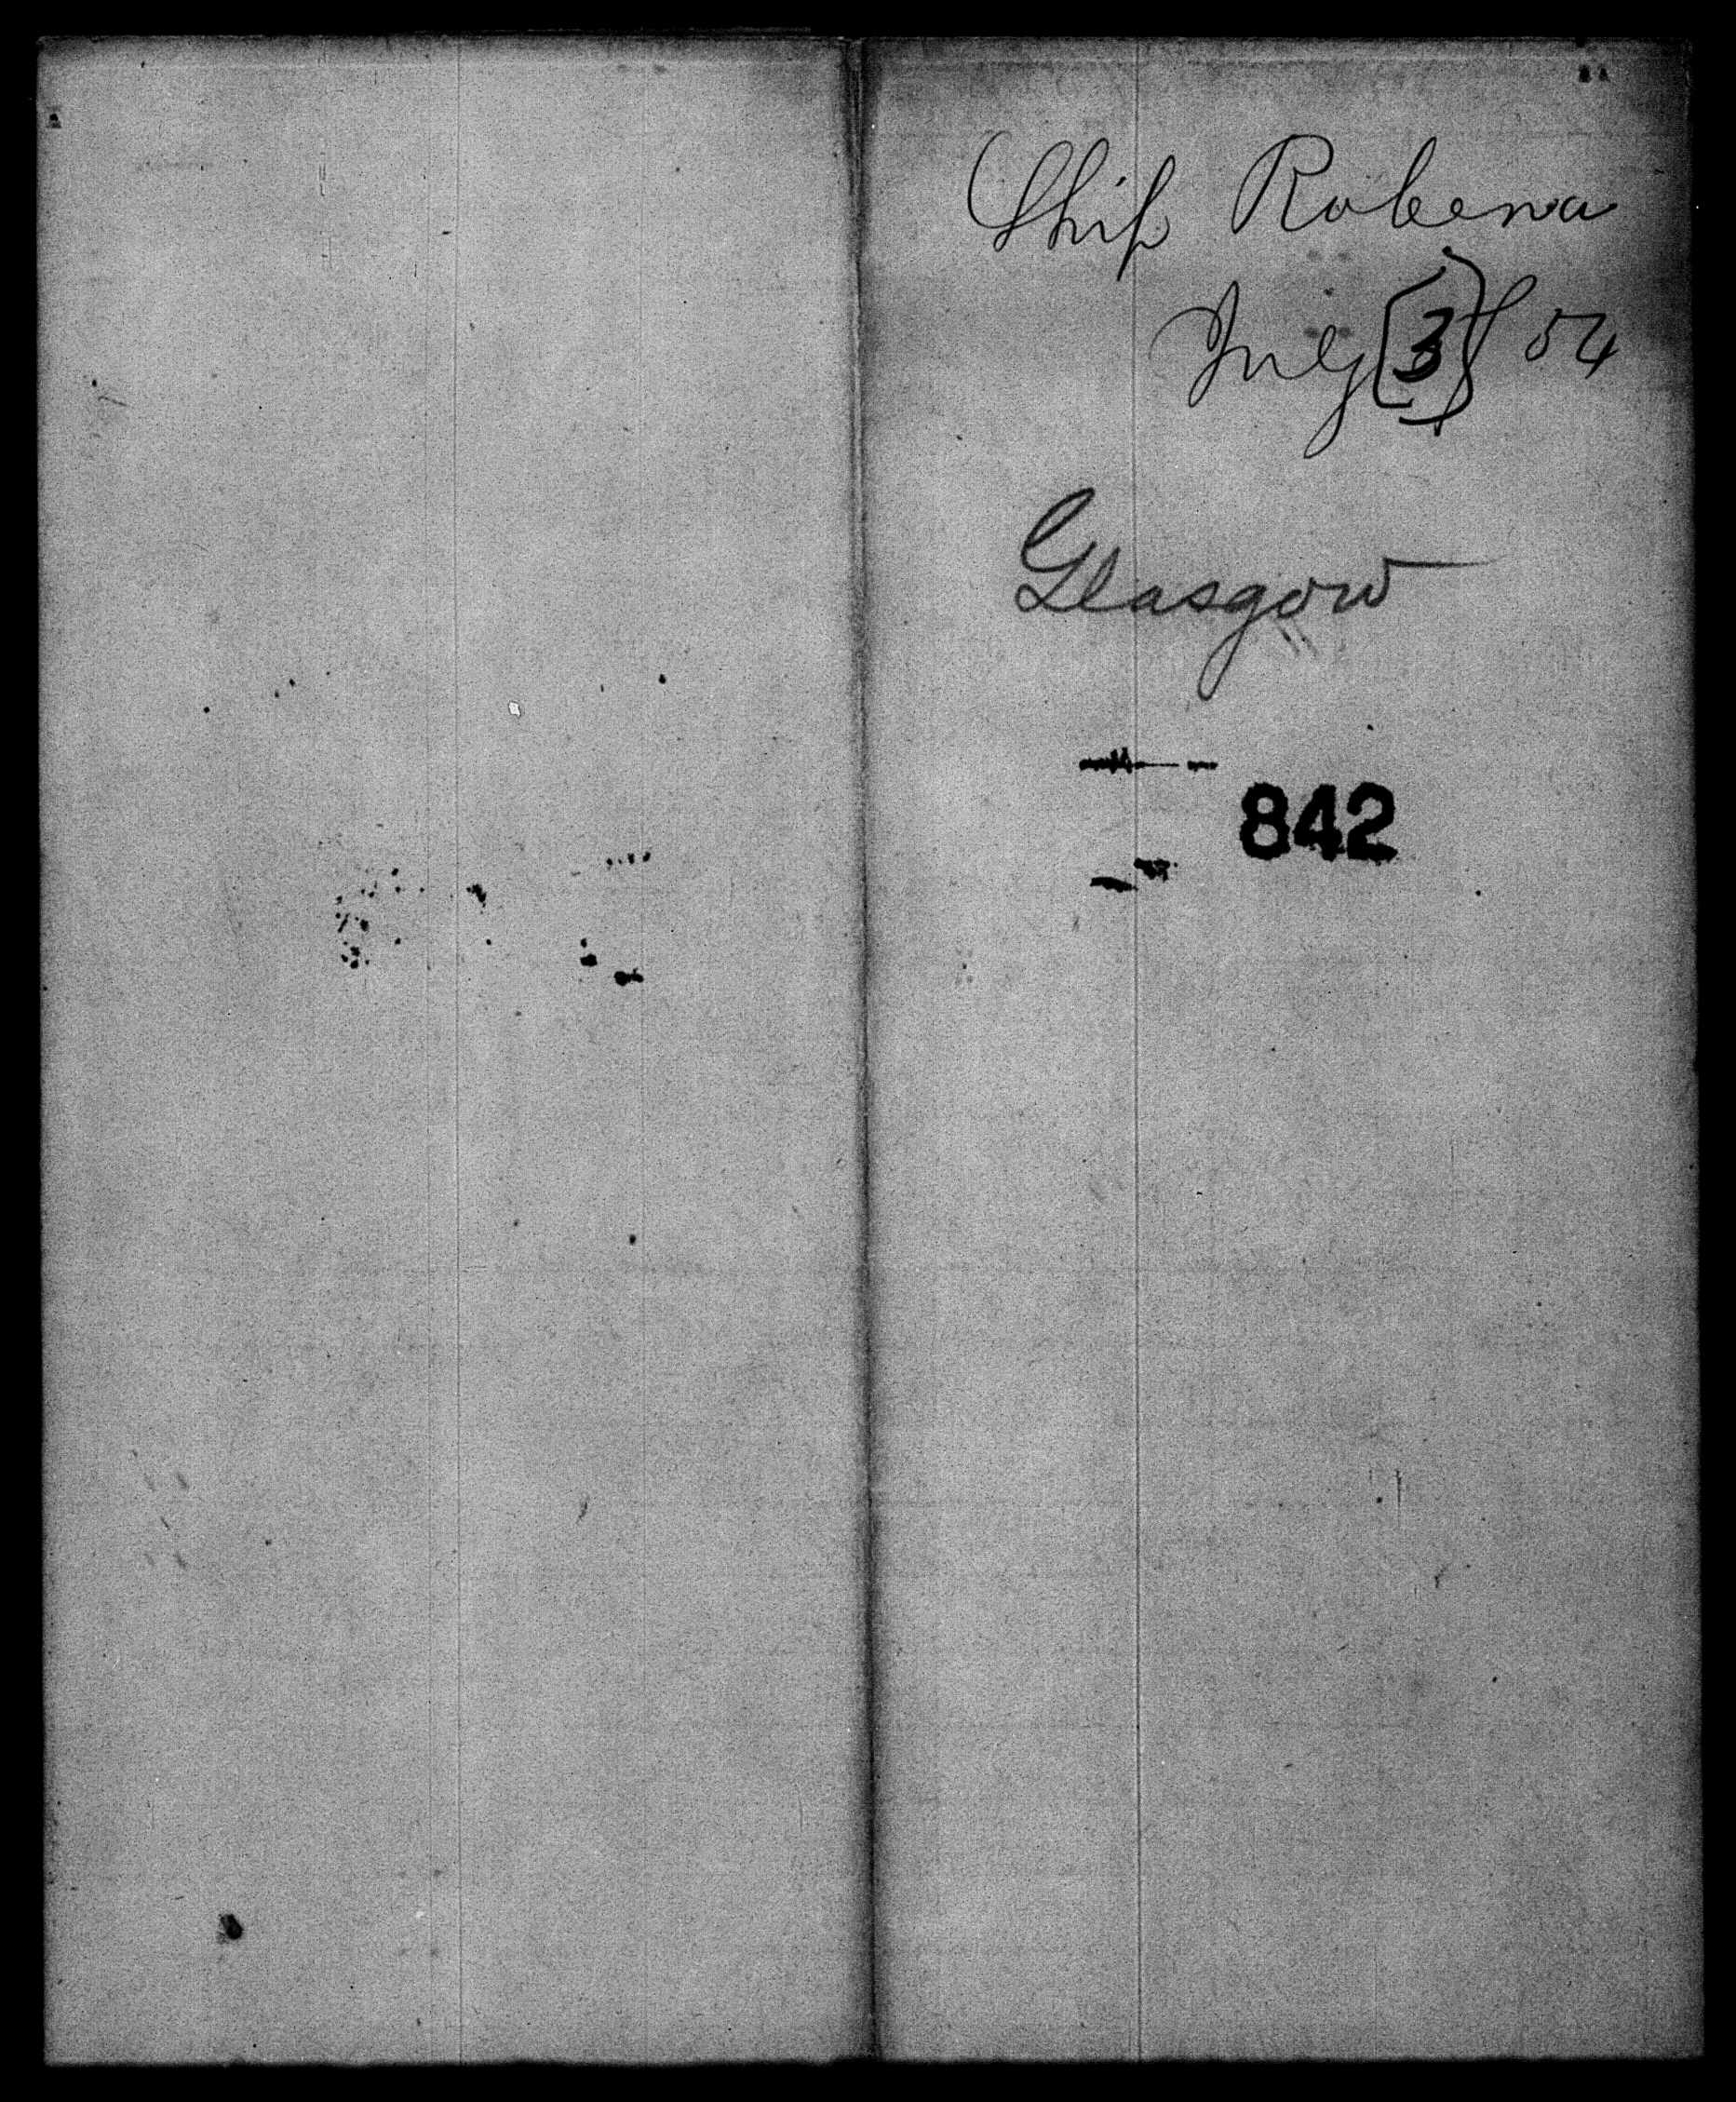 Ship Robena
July [3] / 54
Glasgow
842